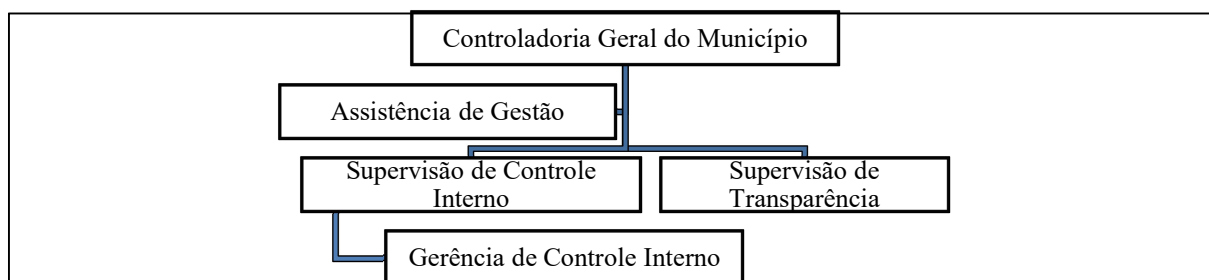 Controladoria Geral do Município
Assistência de Gestão
Supervisão de Controle
Interno
Supervisão de
Transparência
Gerência de Controle Interno